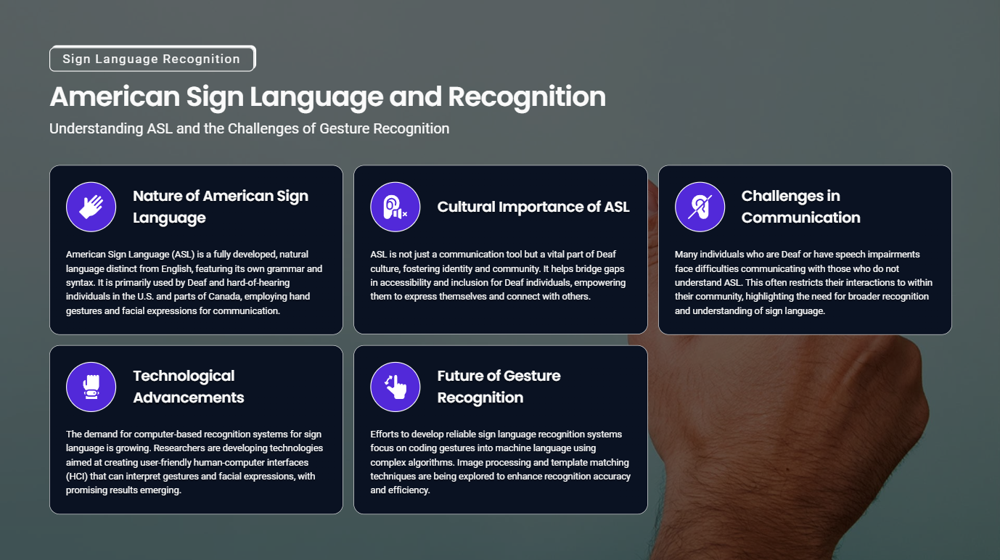 Sign Language Recognition
American Sign Language and Recognition
Understanding ASL and the Challenges of Gesture Recognition
Nature of American Sign
Language
American Sign Language (ASL) is a fully developed, natural
language distinct from English, featuring its own grammar and
syntax. It is primarily used by Deaf and hard-of-hearing
individuals in the U.S. and parts of Canada, employing hand
gestures and facial expressions for communication.
Cultural Importance of ASL
ASL is not just a communication tool but a vital part of Deaf
culture, fostering identity and community. It helps bridge gaps
in accessibility and inclusion for Deaf individuals, empowering
them to express themselves and connect with others.
Challenges in
Communication
Many individuals who are Deaf or have speech impairments
face difficulties communicating with those who do not
understand ASL. This often restricts their interactions to within
their community, highlighting the need for broader recognition
and understanding of sign language.
Technological
Advancements
The demand for computer-based recognition systems for sign
language is growing. Researchers are developing technologies
aimed at creating user-friendly human-computer interfaces
(HCI) that can interpret gestures and facial expressions, with
promising results emerging.
Future of Gesture
Recognition
Efforts to develop reliable sign language recognition systems
focus on coding gestures into machine language using
complex algorithms. Image processing and template matching
techniques are being explored to enhance recognition accuracy
and efficiency.